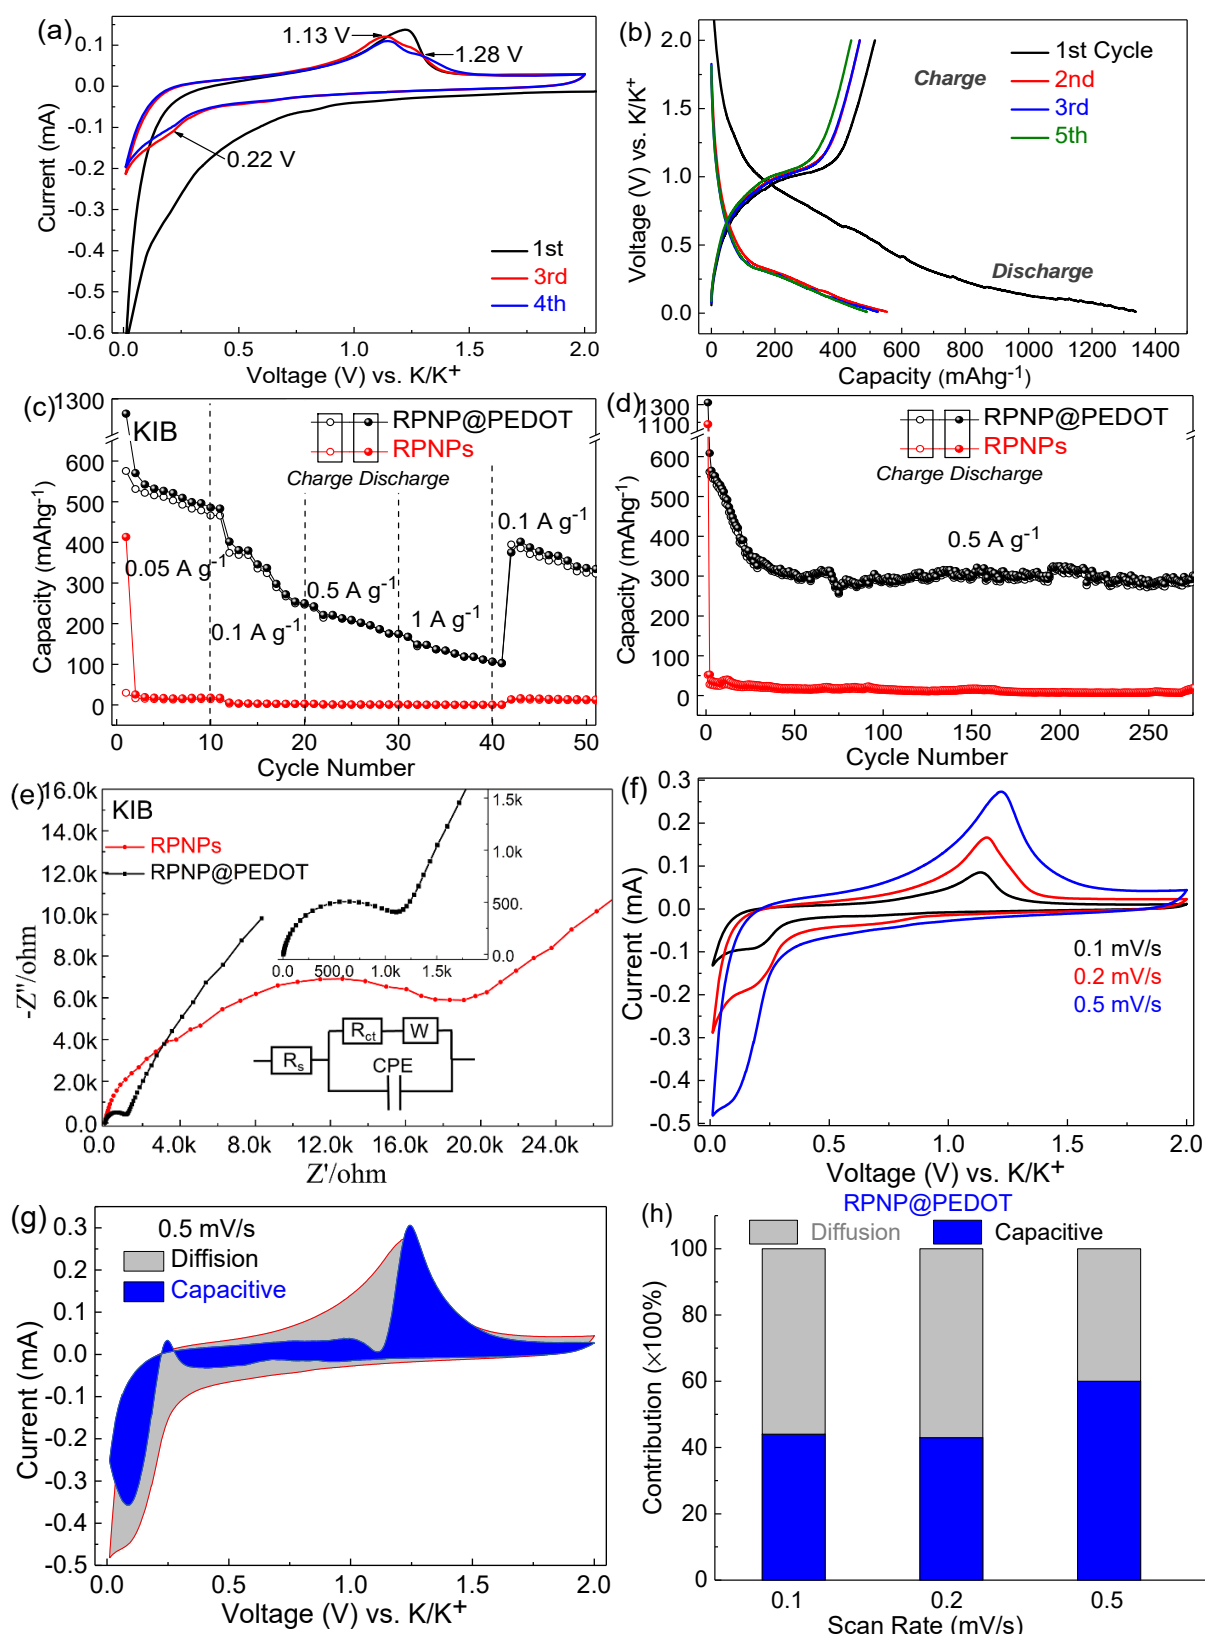 (a)
Current (mA)
0.1
0.0
-0.1
-0.2
-0.3
-0.4
-0.5
-0.6
1.13 V
1.28 V
0.22 V
1st
3rd
4th
0.0 0.5 1.0 1.5 2.0
Voltage (V) vs. K/K+
(b)
Voltage (V) vs. K/K+
2.0
1.5
1.0
0.5
0.0
Charge
1st Cycle
2nd
3rd
5th
Discharge
0 200 400 600 800 1000 1200 1400
Capacity (mAhg-1)
(c)
Capacity (mAhg-1)
1300
600
500
400
300
200
100
0
KIB
RPNP@PEDOT
RPNPs
Charge Discharge
0.05 A g-1
0.1 A g-1
0.5 A g-1
1 A g-1
0.1 A g-1
0 10 20 30 40 50
Cycle Number
(d)
Capacity (mAhg-1)
1300
1100
600
500
400
300
200
100
0
RPNP@PEDOT
RPNPs
Charge Discharge
0.5 A g-1
0 50 100 150 200 250
Cycle Number
(e)
-Z"/ohm
16.0k
14.0k
12.0k
10.0k
8.0k
6.0k
4.0k
2.0k
0.0
KIB
RPNPs
RPNP@PEDOT
1.5k
1.0k
500.
0.0
0.0 500.0 1.0k 1.5k
Rs
Rct
W
CPE
0.0 4.0k 8.0k 12.0k 16.0k 20.0k 24.0k
Z'/ohm
(f)
Current (mA)
0.3
0.2
0.1
0.0
-0.1
-0.2
-0.3
-0.4
-0.5
0.1 mV/s
0.2 mV/s
0.5 mV/s
0.0 0.5 1.0 1.5 2.0
Voltage (V) vs. K/K+
(g)
Current (mA)
0.3
0.2
0.1
0.0
-0.1
-0.2
-0.3
-0.4
-0.5
0.5 mV/s
Diffision
Capacitive
0.0 0.5 1.0 1.5 2.0
Voltage (V) vs. K/K+
(h)
RPNP@PEDOT
Diffusion Capacitive
Contribution (×100%)
100
80
60
40
20
0
0.1 0.2 0.5
Scan Rate (mV/s)